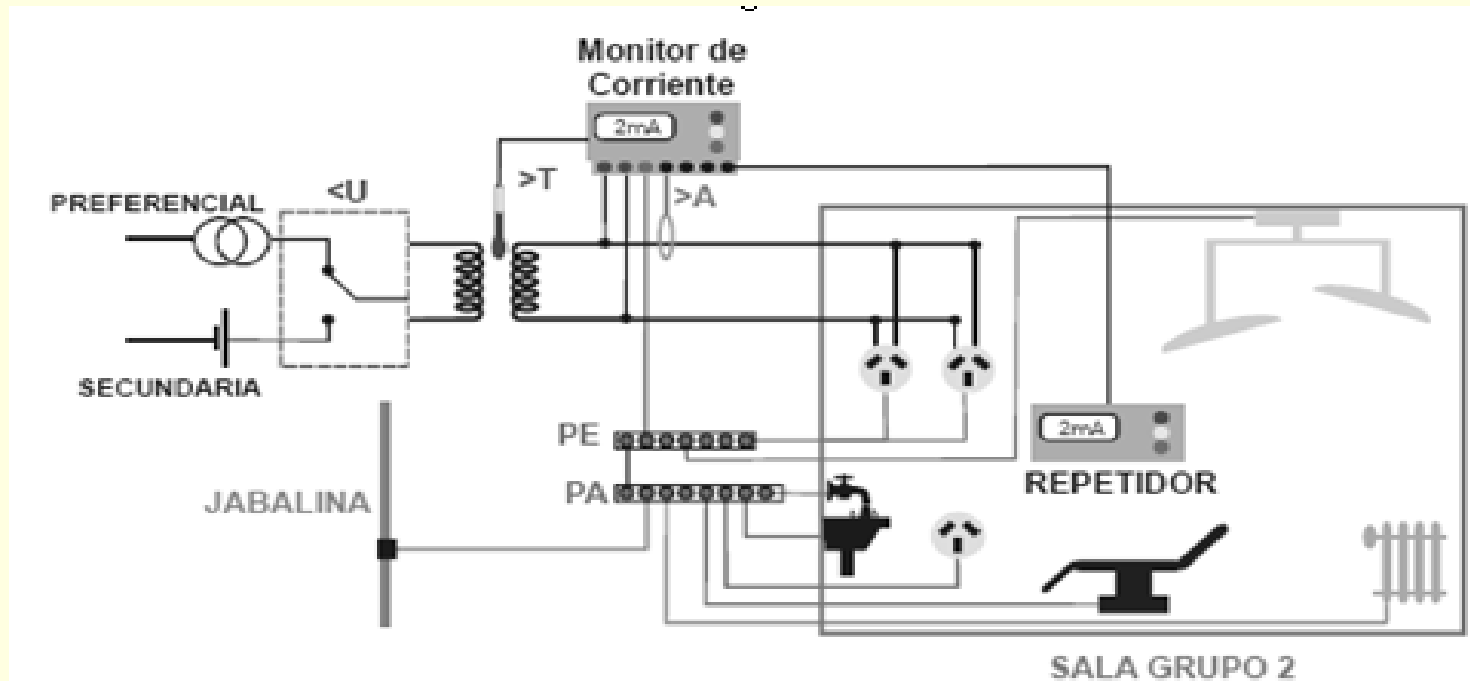 Monitor de
Corriente
2mA
>T
>A
<U
PREFERENCIAL
SECUNDARIA
PE
PA
JABALINA
2mA
REPETIDOR
SALA GRUPO 2